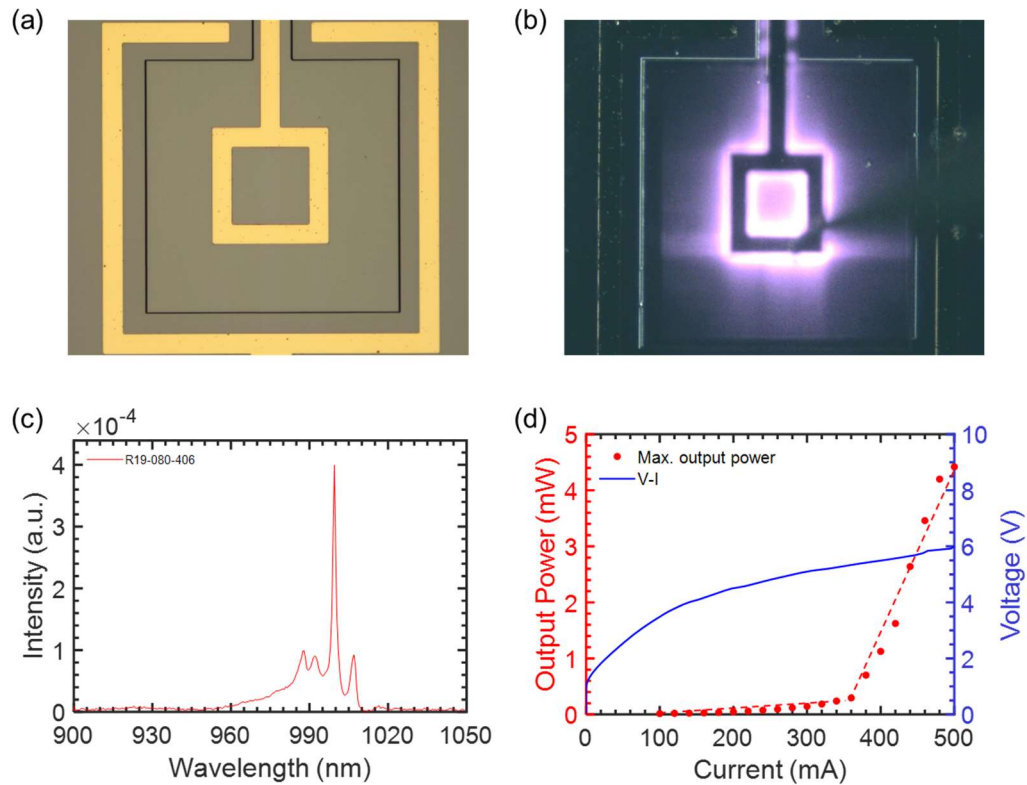 (a)
(b)
(c)
×10⁻⁴
R19-080-406
Intensity (a.u.)
4
3
2
1
0
900
930
960
990
1020
1050
Wavelength (nm)
(d)
Output Power (mW)
5
4
3
2
1
0
Max. output power
V-I
10
8
6
4
2
0
Voltage (V)
0
100
200
300
400
500
Current (mA)